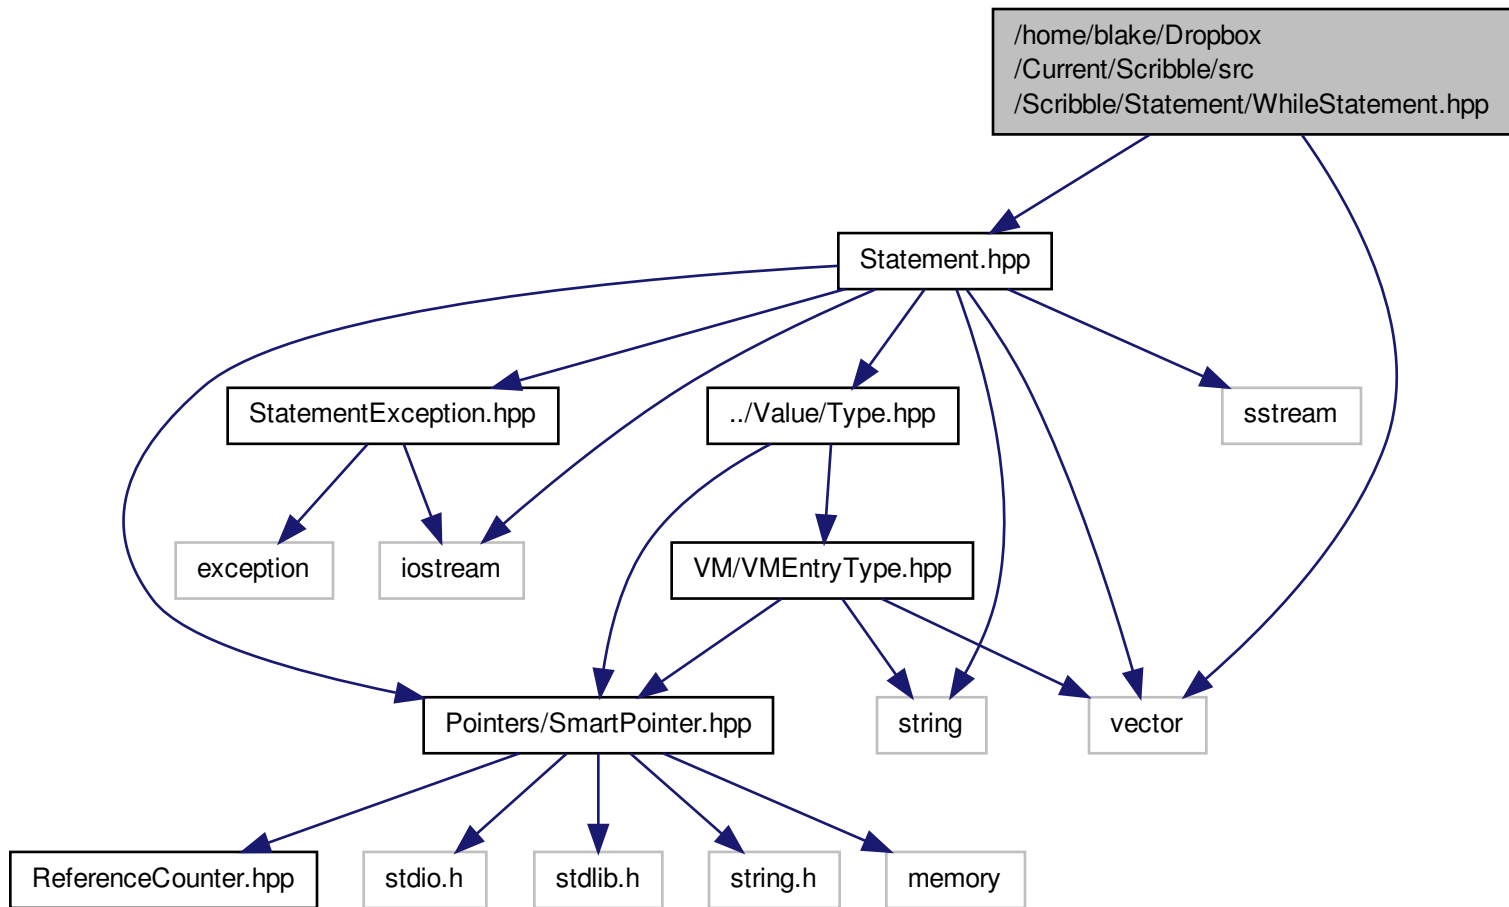 /home/blake/Dropbox
/Current/Scribble/src
/Scribble/Statement/WhileStatement.hpp
Statement.hpp
StatementException.hpp
../Value/Type.hpp
sstream
exception
iostream
VM/VMEntryType.hpp
Pointers/SmartPointer.hpp
string
vector
ReferenceCounter.hpp
stdio.h
stdlib.h
string.h
memory